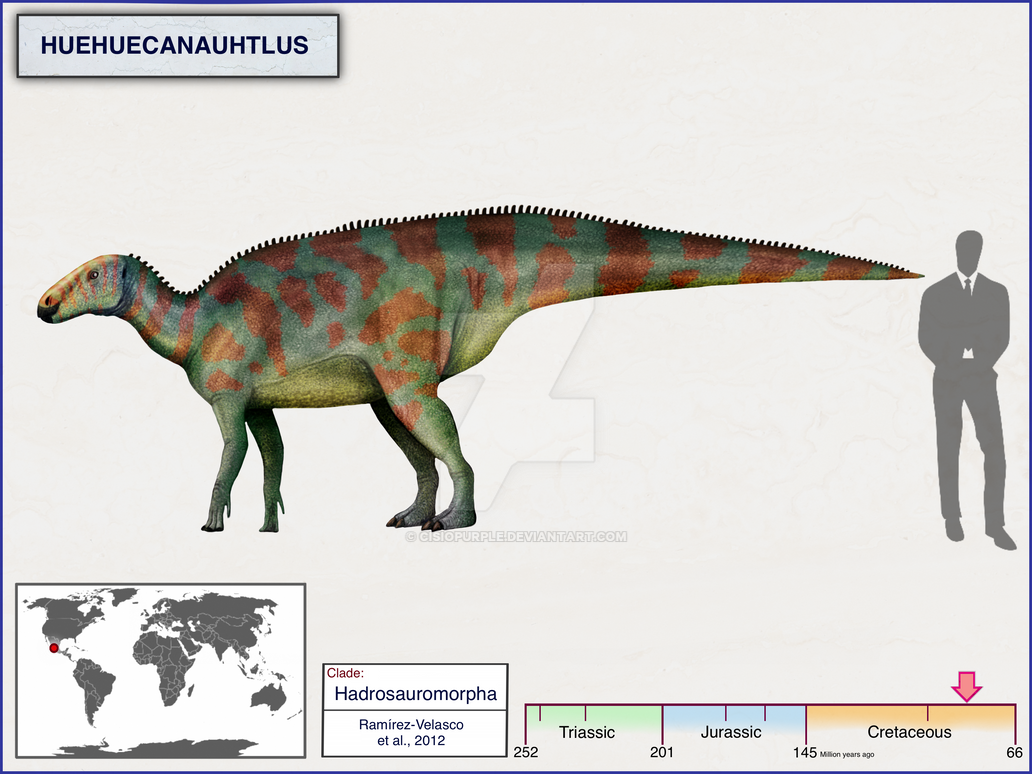 HUEHUECANAUHTLUS
© CISIOPURPLE.DEVIANTART.COM
Clade:
Hadrosauromorpha
Ramírez-Velasco
et al., 2012
Triassic
Jurassic
Cretaceous
252
201
145 Million years ago
66